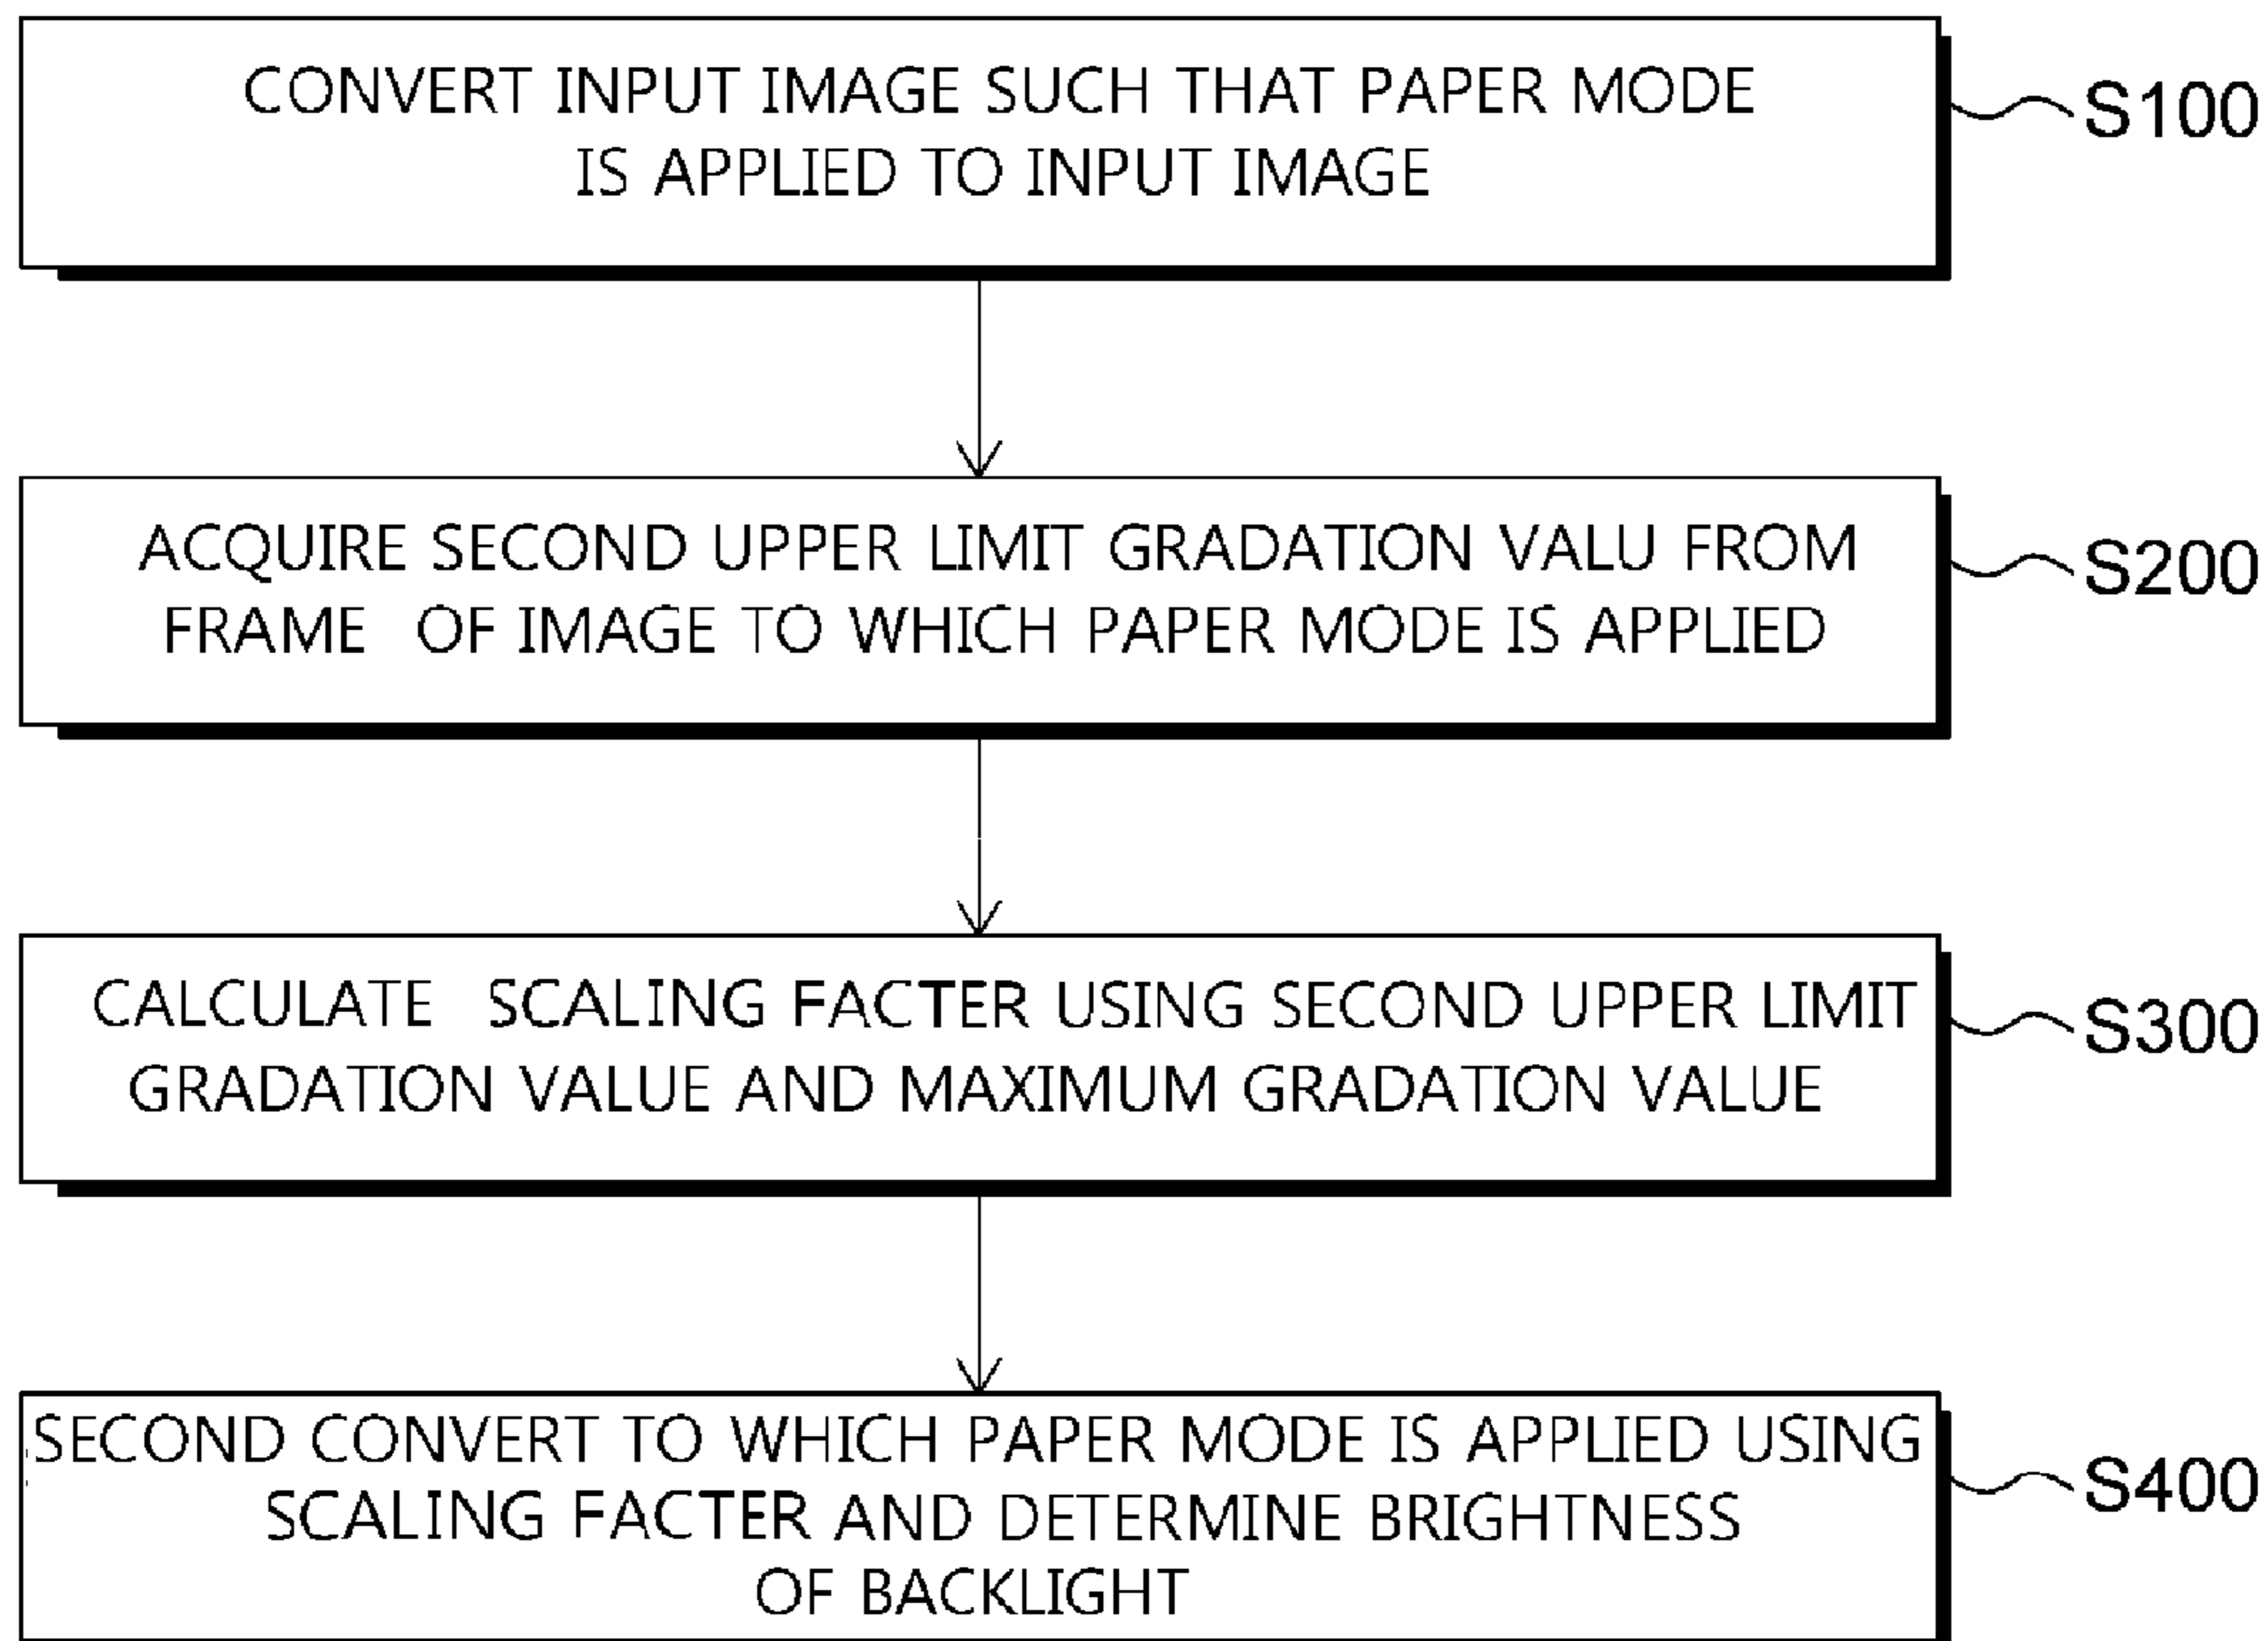 CONVERT INPUT IMAGE SUCH THAT PAPER MODE
IS APPLIED TO INPUT IMAGE
S100
ACQUIRE SECOND UPPER LIMIT GRADATION VALU FROM
FRAME OF IMAGE TO WHICH PAPER MODE IS APPLIED
S200
CALCULATE SCALING FACTER USING SECOND UPPER LIMIT
GRADATION VALUE AND MAXIMUM GRADATION VALUE
S300
SECOND CONVERT TO WHICH PAPER MODE IS APPLIED USING
SCALING FACTER AND DETERMINE BRIGHTNESS
OF BACKLIGHT
S400